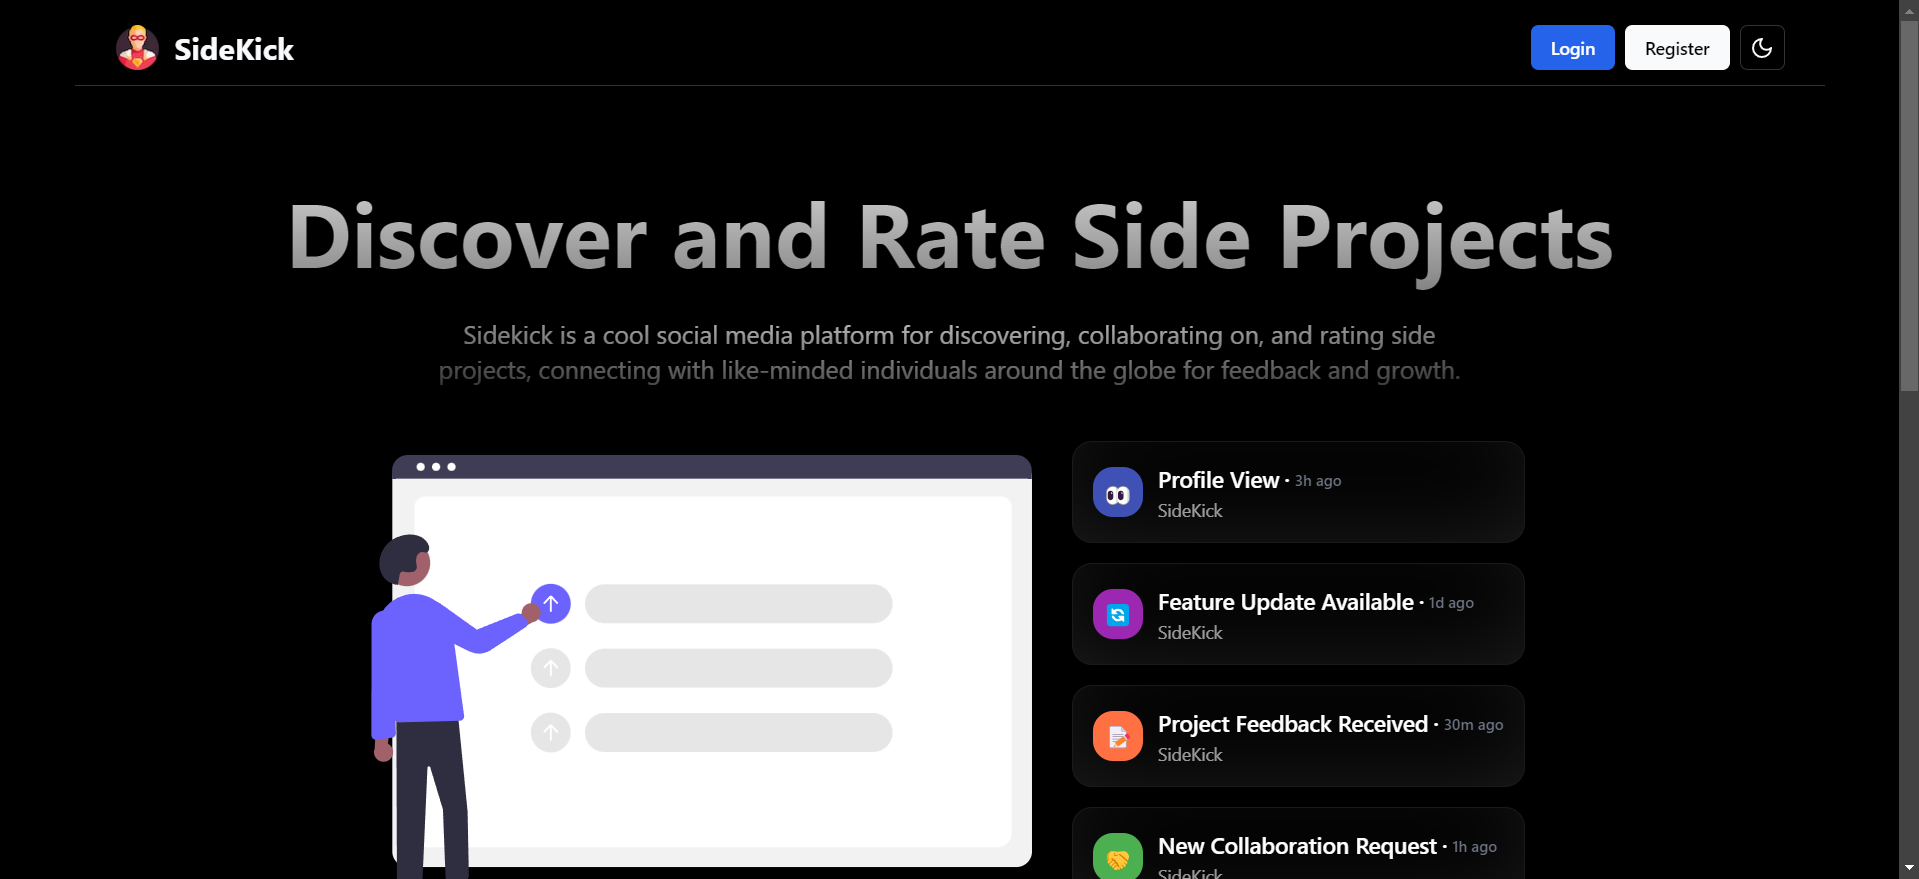 SideKick
Login
Register
Discover and Rate Side Projects
Sidekick is a cool social media platform for discovering, collaborating on, and rating side
projects, connecting with like-minded individuals around the globe for feedback and growth.
Profile View · 3h ago
SideKick
Feature Update Available · 1d ago
SideKick
Project Feedback Received · 30m ago
SideKick
New Collaboration Request · 1h ago
SideKick